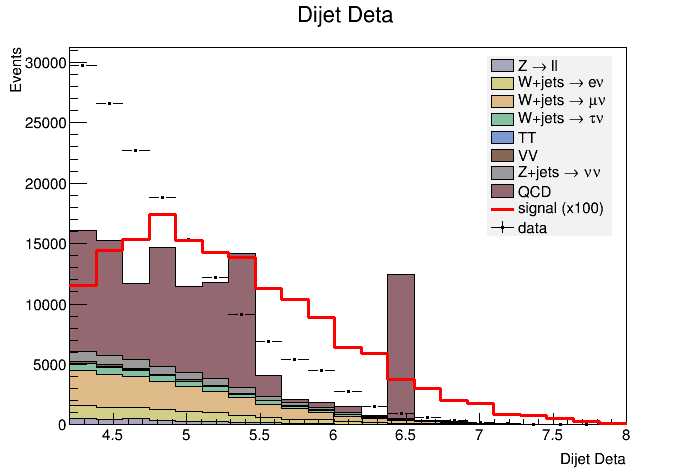 Dijet Deta
Events
30000
25000
20000
15000
10000
5000
0
4.5 5 5.5 6 6.5 7 7.5 8
Dijet Deta
Z → ll
W+jets → eν
W+jets → μν
W+jets → τν
TT
VV
Z+jets → νν
QCD
signal (x100)
data